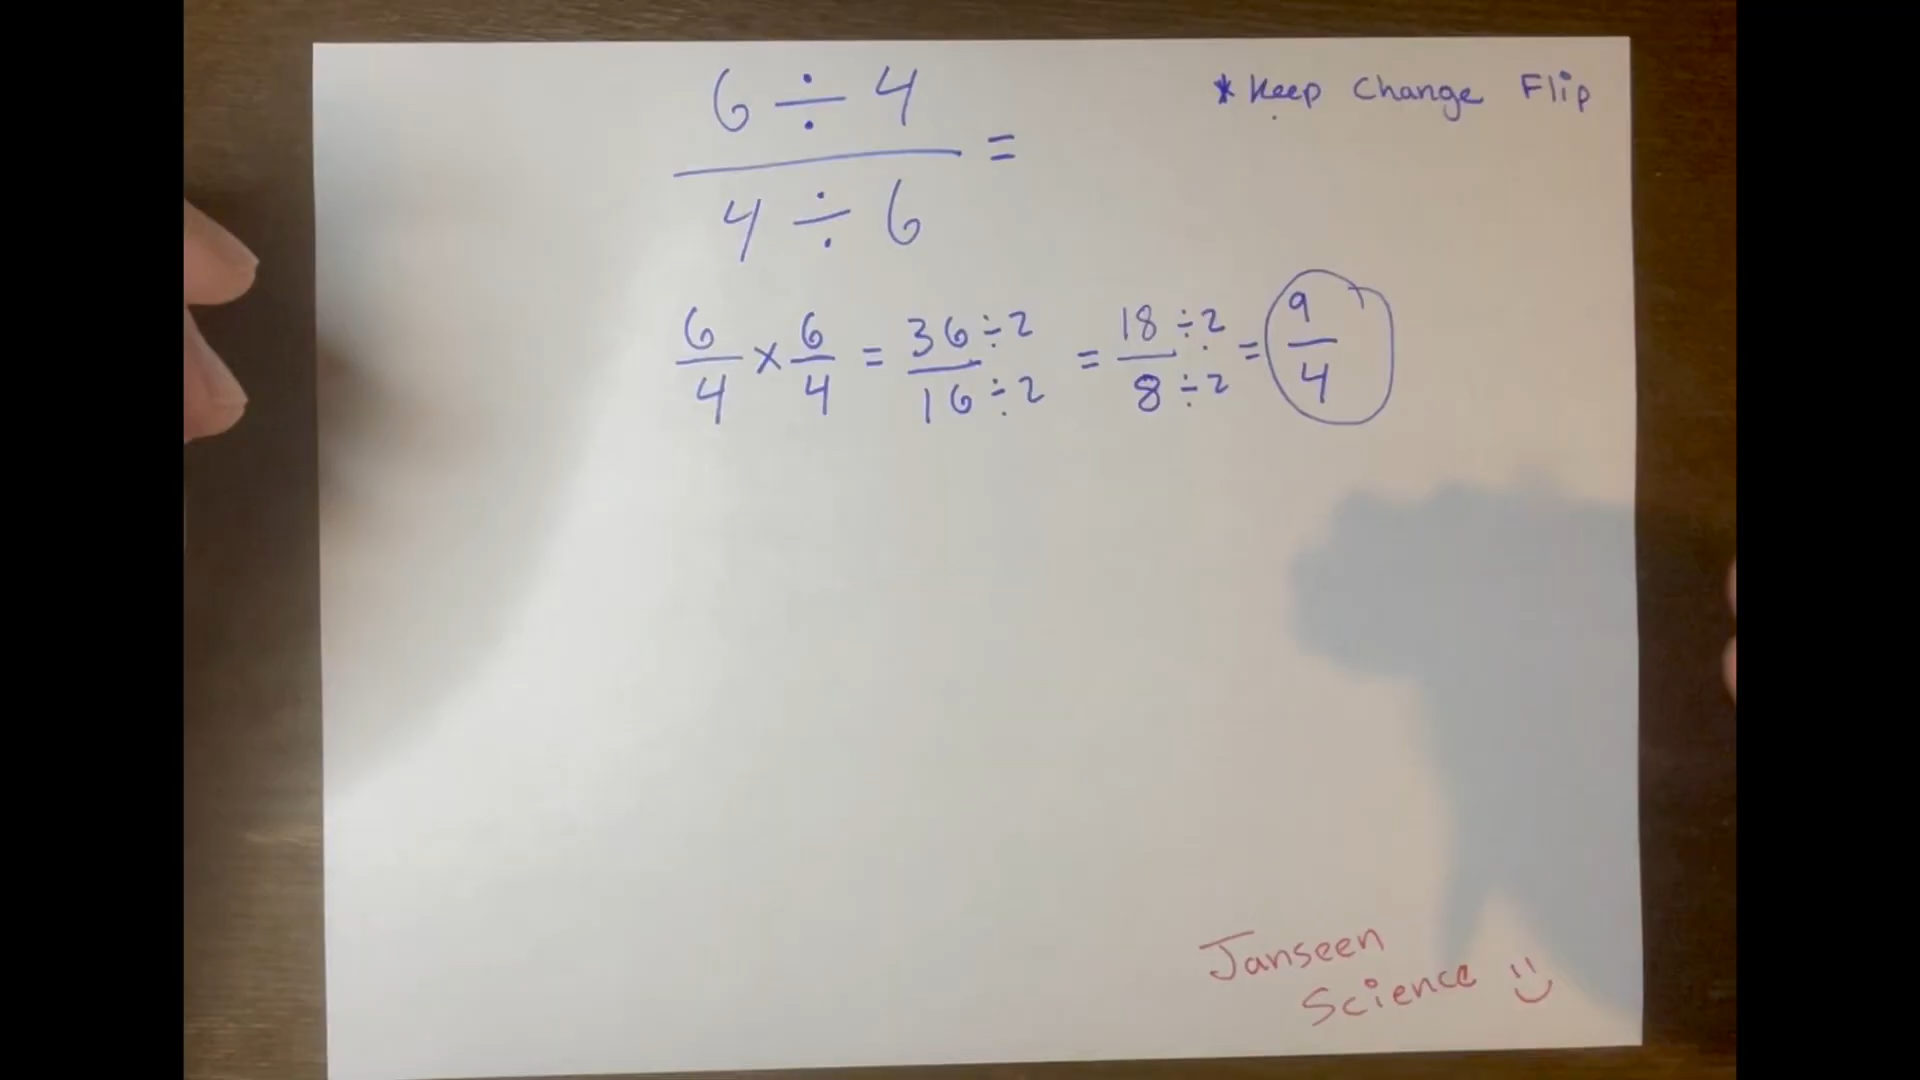 6 ÷ 4
4 ÷ 6
=
* Keep Change Flip
6/4 × 6/4 = 36÷2/16÷2 = 18÷2/8÷2 = 9/4
Janseen
Science